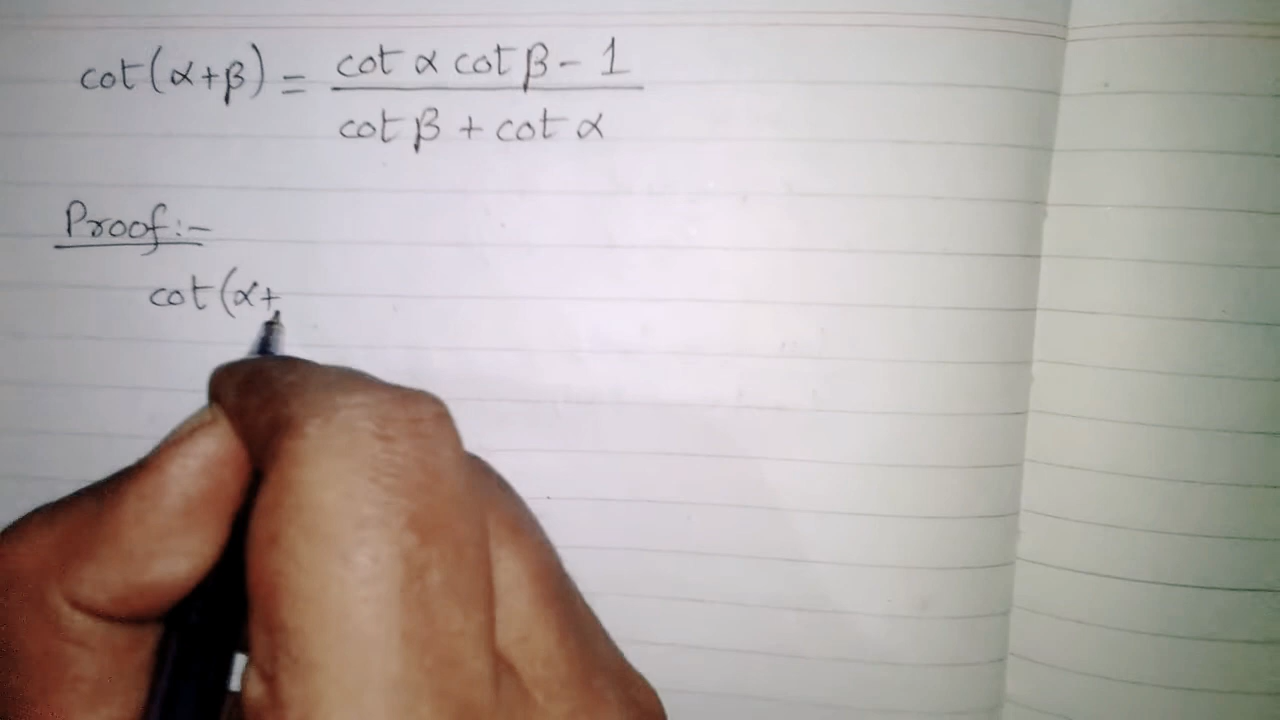 cot(α+β) = cot α cot β - 1 / cot β + cot α
Proof:-
cot(α+